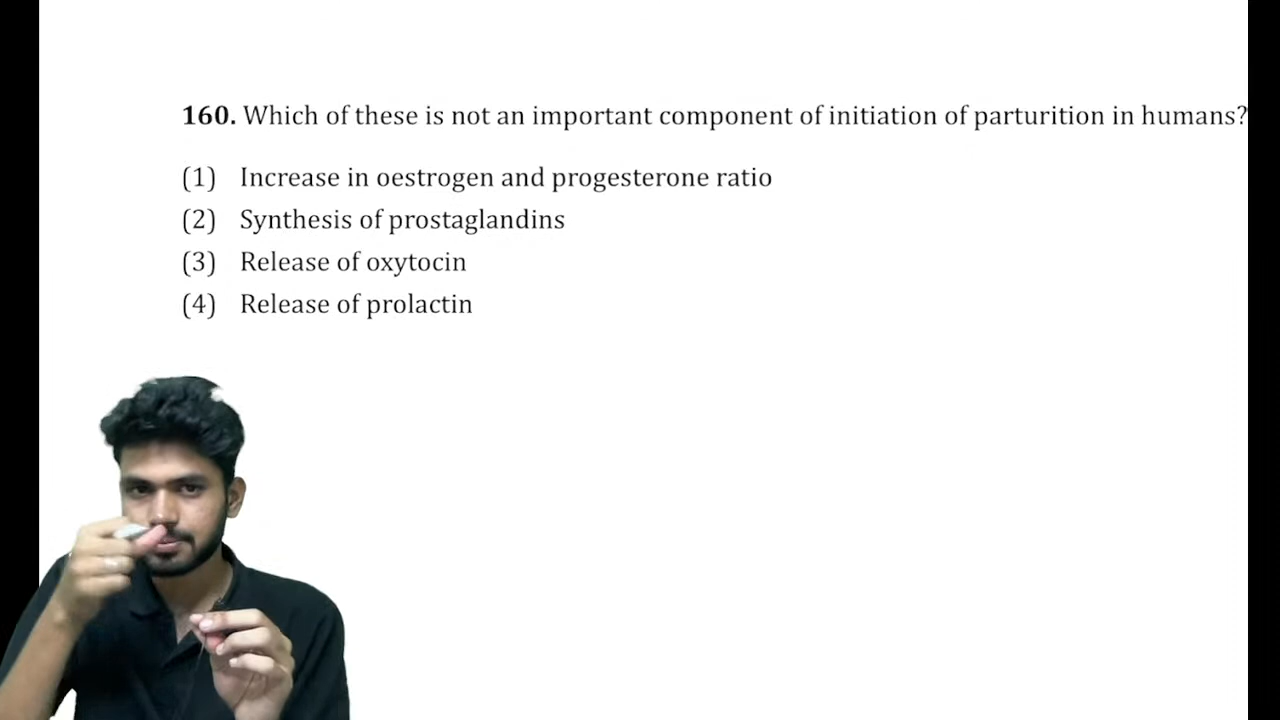 160. Which of these is not an important component of initiation of parturition in humans?
(1) Increase in oestrogen and progesterone ratio
(2) Synthesis of prostaglandins
(3) Release of oxytocin
(4) Release of prolactin